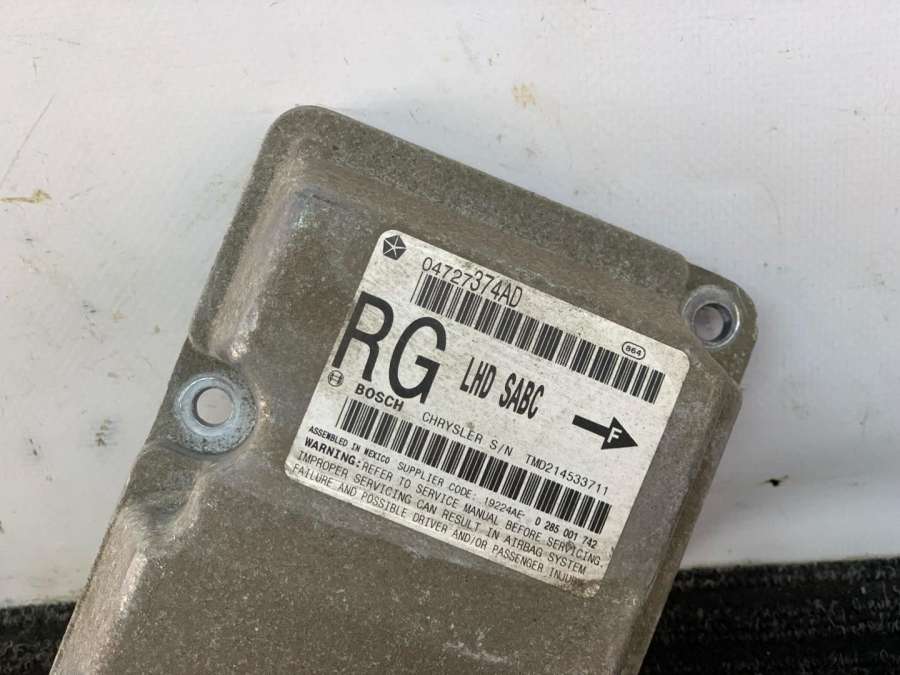 04727374AD
864
RG LHD SABC
F
BOSCH CHRYSLER S/N TMD214533711
ASSEMBLED IN MEXICO SUPPLIER CODE: 19224AE 0 285 001 742
WARNING: REFER TO SERVICE MANUAL BEFORE SERVICING.
IMPROPER SERVICING CAN RESULT IN AIRBAG SYSTEM
FAILURE AND POSSIBLE DRIVER AND/OR PASSENGER